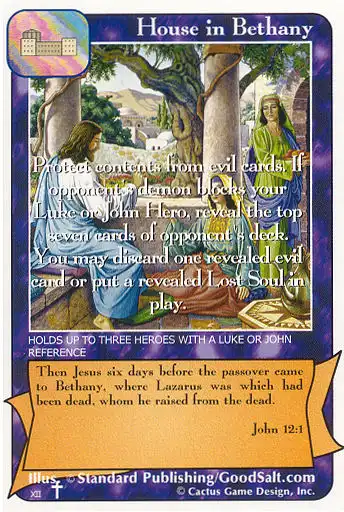 House in Bethany
Protect contents from evil cards. If
opponent's demon blocks your
Luke or John Hero, reveal the top
seven cards of opponent's deck.
You may discard one revealed evil
card or put a revealed Lost Soul in
play.
HOLDS UP TO THREE HEROES WITH A LUKE OR JOHN
REFERENCE
Then Jesus six days before the passover came
to Bethany, where Lazarus was which had
been dead, whom he raised from the dead.
John 12:1
Illus. ©Standard Publishing/GoodSalt.com
XII
© Cactus Game Design, Inc.